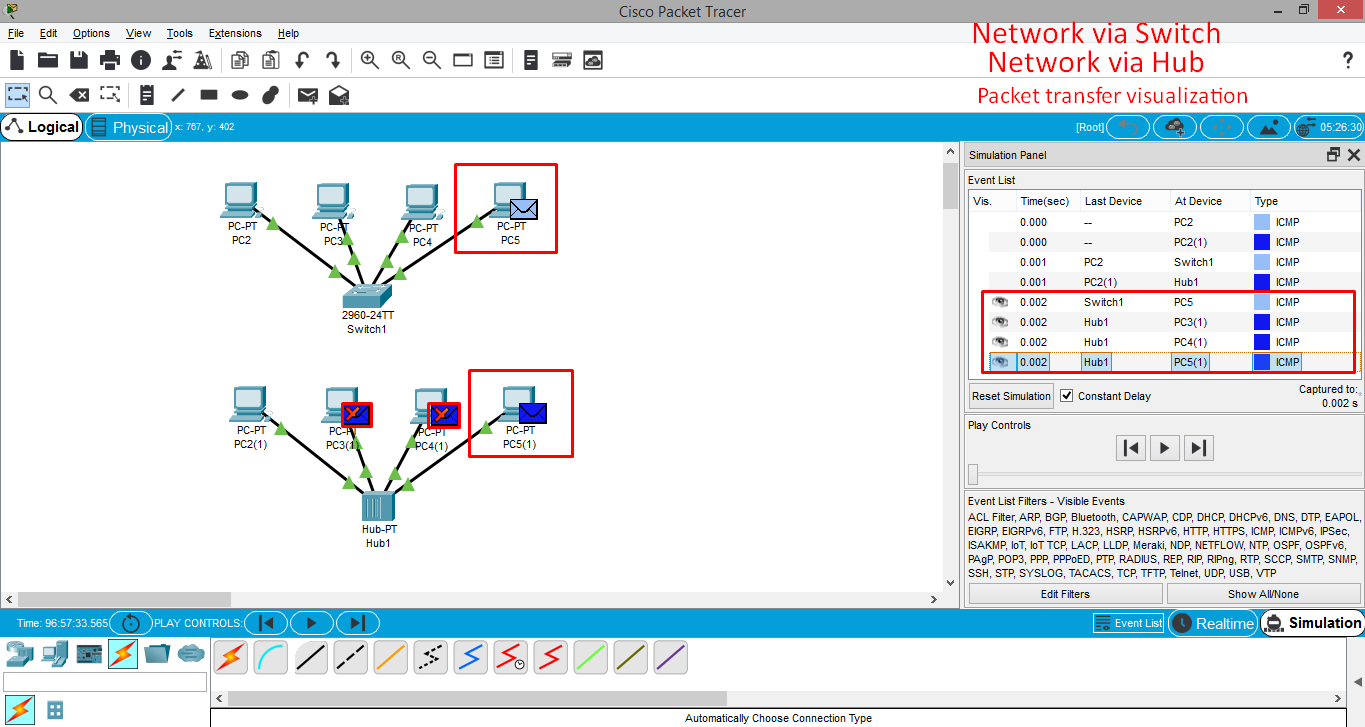 Cisco Packet Tracer
File Edit Options View Tools Extensions Help
Network via Switch
Network via Hub
Packet transfer visualization
Logical Physical x: 767, y: 402 [Root] 05:26:30
PC-PT
PC2
PC-PT
PC3
PC-PT
PC4
PC-PT
PC5
2960-24TT
Switch1
PC-PT
PC2(1)
PC-PT
PC3(1)
PC-PT
PC4(1)
PC-PT
PC5(1)
Hub-PT
Hub1
Simulation Panel
Event List
Vis. Time(sec) Last Device At Device Type
0.000 -- PC2 ICMP
0.000 -- PC2(1) ICMP
0.001 PC2 Switch1 ICMP
0.001 PC2(1) Hub1 ICMP
0.002 Switch1 PC5 ICMP
0.002 Hub1 PC3(1) ICMP
0.002 Hub1 PC4(1) ICMP
0.002 Hub1 PC5(1) ICMP
Reset Simulation Constant Delay Captured to:
0.002 s
Play Controls
Event List Filters - Visible Events
ACL Filter, ARP, BGP, Bluetooth, CAPWAP, CDP, DHCP, DHCPv6, DNS, DTP, EAPOL,
EIGRP, EIGRPv6, FTP, H.323, HSRP, HSRPv6, HTTP, HTTPS, ICMP, ICMPv6, IPSec,
ISAKMP, IoT, IoT TCP, LACP, LLDP, Meraki, NDP, NETFLOW, NTP, OSPF, OSPFv6,
PAgP, POP3, PPP, PPPoED, PTP, RADIUS, REP, RIP, RIPng, RTP, SCCP, SMTP, SNMP,
SSH, STP, SYSLOG, TACACS, TCP, TFTP, Telnet, UDP, USB, VTP
Edit Filters Show All/None
Time: 96:57:33.565 PLAY CONTROLS: Event List Realtime Simulation
Automatically Choose Connection Type